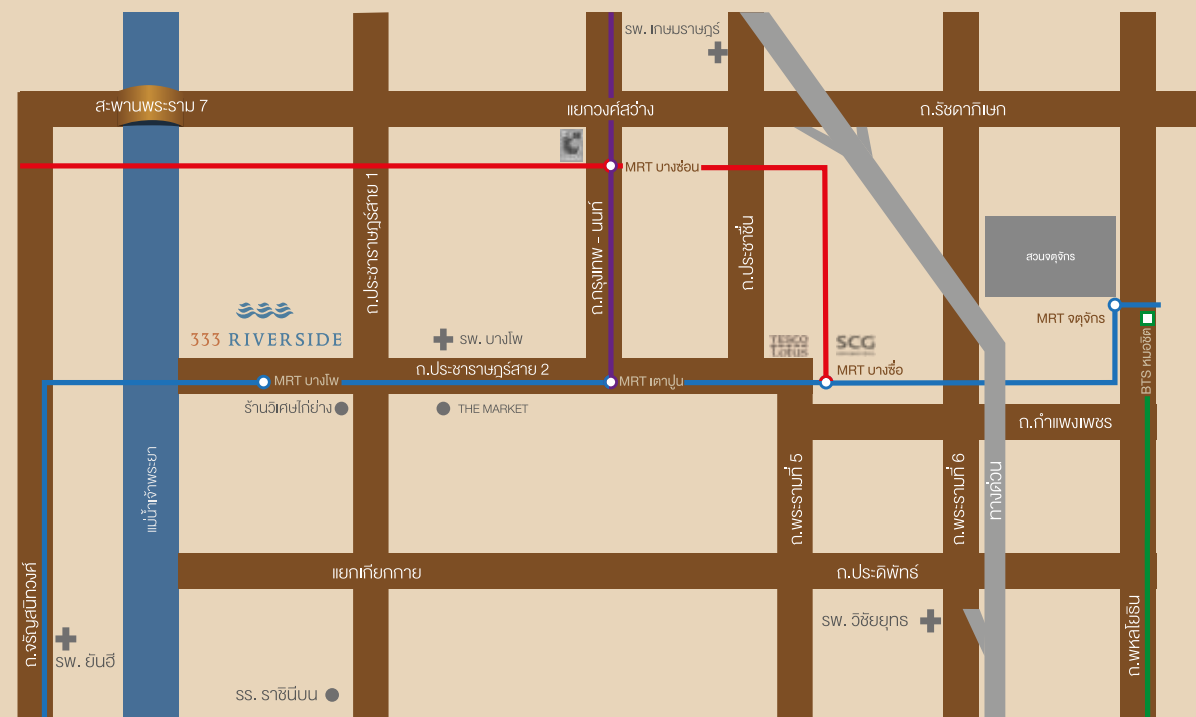 รพ. เกษมราษฎร์
สะพานพระราม 7
แยกวงศ์สว่าง
ถ.รัชดาภิเษก
MRT บางซ่อน
ถ.ประชาราษฎร์สาย 1
ถ.กรุงเทพ - นนท์
ถ.ประชาชื่น
สวนจตุจักร
333 RIVERSIDE
MRT จตุจักร
รพ. บางโพ
TESCO
Lotus
SCG
BTS หมอชิต
ถ.ประชาราษฎร์สาย 2
MRT บางซื่อ
MRT บางโพ
MRT เตาปูน
ร้านวิเศษไก่ย่าง
THE MARKET
ถ.กำแพงเพชร
แม่น้ำเจ้าพระยา
ถ.พระรามที่ 5
ถ.พระรามที่ 6
ทางด่วน
แยกเกียกกาย
ถ.ประดิพัทธ์
ถ.จรัญสนิทวงศ์
รพ. วิชัยยุทธ
ถ.พหลโยธิน
รพ. ยันฮี
รร. ราชินีบน